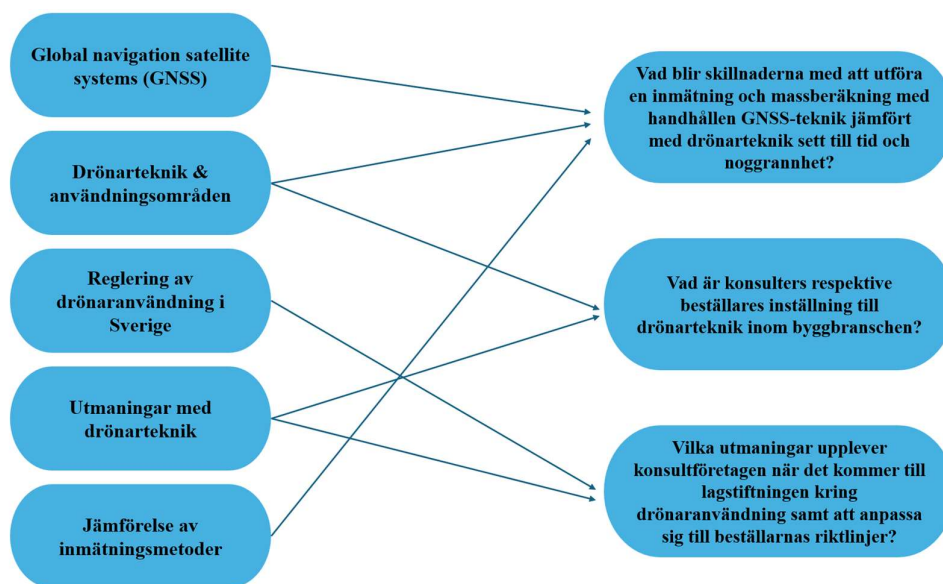 Global navigation satellite
systems (GNSS)
Drönarteknik &
användningsområden
Reglering av
drönaranvändning i
Sverige
Utmaningar med
drönarteknik
Jämförelse av
inmätningsmetoder
Vad blir skillnaderna med att utföra
en inmätning och massberäkning med
handhållen GNSS-teknik jämfört
med drönarteknik sett till tid och
noggrannhet?
Vad är konsulters respektive
beställares inställning till
drönarteknik inom byggbranschen?
Vilka utmaningar upplever
konsultföretagen när det kommer till
lagstiftningen kring
drönaranvändning samt att anpassa
sig till beställarnas riktlinjer?